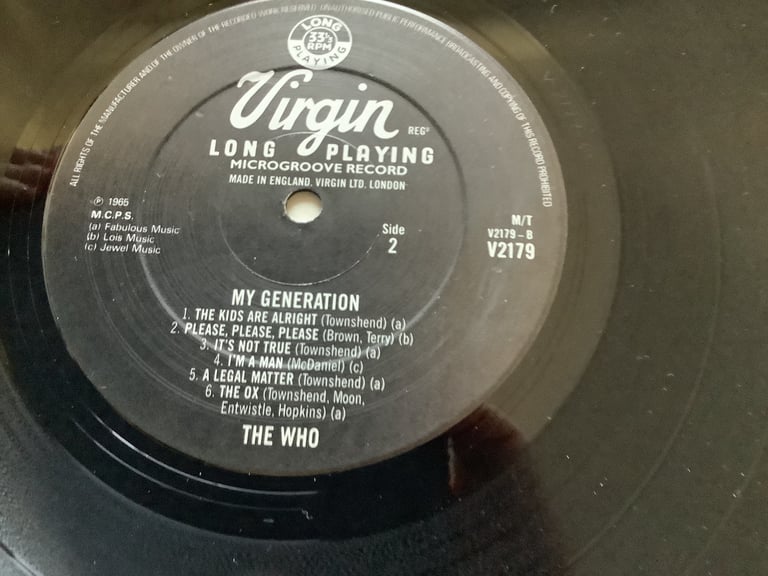 ALL RIGHTS OF THE MANUFACTURER AND OF THE OWNER OF THE RECORDED WORK RESERVED. UNAUTHORISED PUBLIC PERFORMANCE BROADCASTING AND COPYING OF THIS RECORD PROHIBITED
LONG
33⅓
RPM
PLAYING
Virgin REGD
LONG PLAYING
MICROGROOVE RECORD
MADE IN ENGLAND. VIRGIN LTD. LONDON
℗ 1965
M.C.P.S.
(a) Fabulous Music
(b) Lois Music
(c) Jewel Music
Side
2
M/T
V2179-B
V2179
MY GENERATION
1. THE KIDS ARE ALRIGHT (Townshend) (a)
2. PLEASE, PLEASE, PLEASE (Brown, Terry) (b)
3. IT'S NOT TRUE (Townshend) (a)
4. I'M A MAN (McDaniel) (c)
5. A LEGAL MATTER (Townshend) (a)
6. THE OX (Townshend, Moon,
Entwistle, Hopkins) (a)
THE WHO